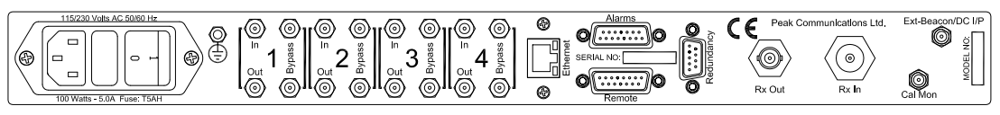 115/230 Volts AC 50/60 Hz
100 Watts - 5.0A Fuse: T5AH
In
Out
1
Bypass
In
Out
2
Bypass
In
Out
3
Bypass
In
Out
4
Bypass
Ethernet
Alarms
SERIAL NO:
Remote
Redundancy
CE
Peak Communications Ltd.
Rx Out
Rx In
Ext-Beacon/DC I/P
Cal Mon
MODEL NO: